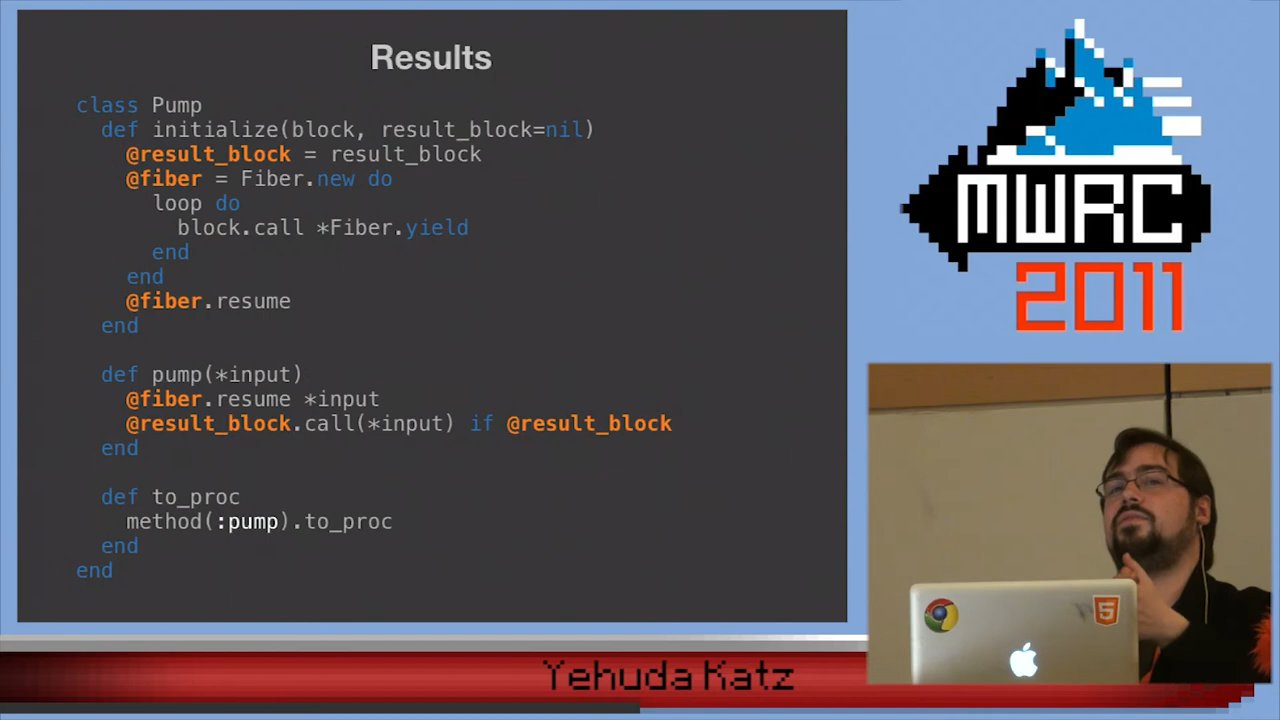 Results
class Pump
  def initialize(block, result_block=nil)
    @result_block = result_block
    @fiber = Fiber.new do
      loop do
        block.call *Fiber.yield
      end
    end
    @fiber.resume
  end

  def pump(*input)
    @fiber.resume *input
    @result_block.call(*input) if @result_block
  end

  def to_proc
    method(:pump).to_proc
  end
end
MWRC
2011
5
Yehuda Katz